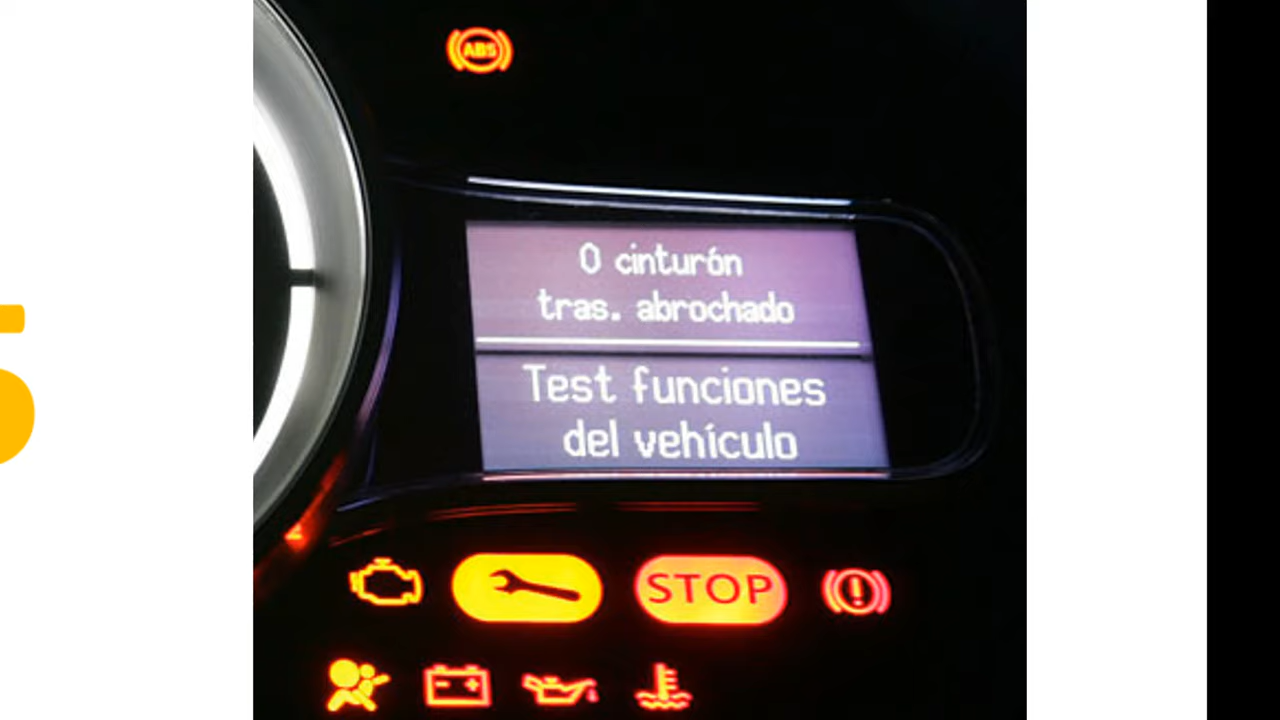 ABS
0 cinturón
tras. abrochado
Test funciones
del vehículo
STOP